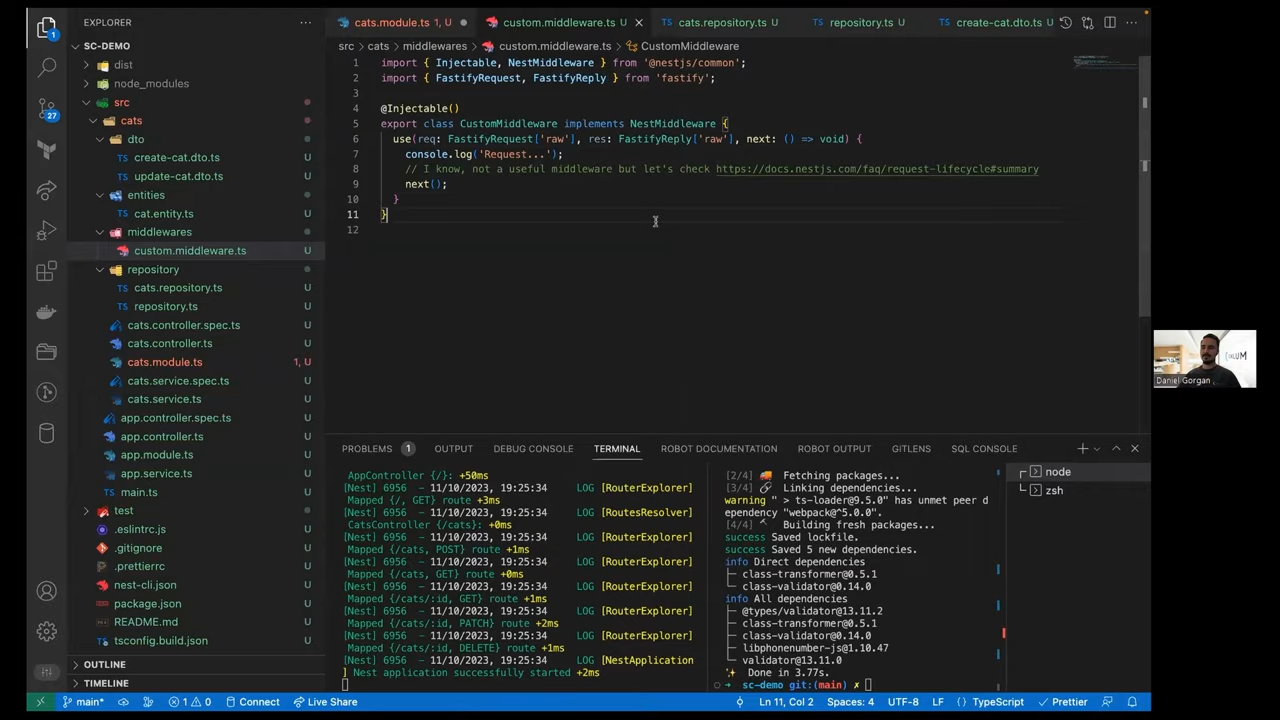 EXPLORER
SC-DEMO
dist
node_modules
src
cats
dto
create-cat.dto.ts U
update-cat.dto.ts U
entities
cat.entity.ts U
middlewares
custom.middleware.ts U
repository
cats.repository.ts U
repository.ts U
cats.controller.spec.ts U
cats.controller.ts U
cats.module.ts 1, U
cats.service.spec.ts U
cats.service.ts U
app.controller.spec.ts U
app.controller.ts U
app.module.ts U
app.service.ts U
main.ts U
test
.eslintrc.js U
.gitignore U
.prettierrc U
nest-cli.json U
package.json U
README.md U
tsconfig.build.json U
OUTLINE
TIMELINE
1
27
cats.module.ts 1, U
custom.middleware.ts U
cats.repository.ts U
repository.ts U
create-cat.dto.ts U
src > cats > middlewares > custom.middleware.ts > CustomMiddleware
1 import { Injectable, NestMiddleware } from '@nestjs/common';
2 import { FastifyRequest, FastifyReply } from 'fastify';
3
4 @Injectable()
5 export class CustomMiddleware implements NestMiddleware {
6 use(req: FastifyRequest['raw'], res: FastifyReply['raw'], next: () => void) {
7 console.log('Request...');
8 // I know, not a useful middleware but let's check https://docs.nestjs.com/faq/request-lifecycle#summary
9 next();
10 }
11 }
12
PROBLEMS 1 OUTPUT DEBUG CONSOLE TERMINAL ROBOT DOCUMENTATION ROBOT OUTPUT GITLENS SQL CONSOLE
AppController {/}: +50ms
[Nest] 6956 - 11/10/2023, 19:25:34 LOG [RouterExplorer]
Mapped {/, GET} route +3ms
[Nest] 6956 - 11/10/2023, 19:25:34 LOG [RoutesResolver]
CatsController {/cats}: +0ms
[Nest] 6956 - 11/10/2023, 19:25:34 LOG [RouterExplorer]
Mapped {/cats, POST} route +1ms
[Nest] 6956 - 11/10/2023, 19:25:34 LOG [RouterExplorer]
Mapped {/cats, GET} route +0ms
[Nest] 6956 - 11/10/2023, 19:25:34 LOG [RouterExplorer]
Mapped {/cats/:id, GET} route +1ms
[Nest] 6956 - 11/10/2023, 19:25:34 LOG [RouterExplorer]
Mapped {/cats/:id, PATCH} route +2ms
[Nest] 6956 - 11/10/2023, 19:25:34 LOG [RouterExplorer]
Mapped {/cats/:id, DELETE} route +1ms
[Nest] 6956 - 11/10/2023, 19:25:34 LOG [NestApplication
] Nest application successfully started +2ms
[2/4] Fetching packages...
[3/4] Linking dependencies...
warning " > ts-loader@9.5.0" has unmet peer d
ependency "webpack@^5.0.0".
[4/4] Building fresh packages...
success Saved lockfile.
success Saved 5 new dependencies.
info Direct dependencies
├─ class-transformer@0.5.1
└─ class-validator@0.14.0
info All dependencies
├─ @types/validator@13.11.2
├─ class-transformer@0.5.1
├─ class-validator@0.14.0
├─ libphonenumber-js@1.10.47
└─ validator@13.11.0
Done in 3.77s.
sc-demo git:(main) ✗
node
zsh
Daniel Gorgan
main* 1 0 Connect Live Share
Ln 11, Col 2 Spaces: 4 UTF-8 LF {} TypeScript Prettier